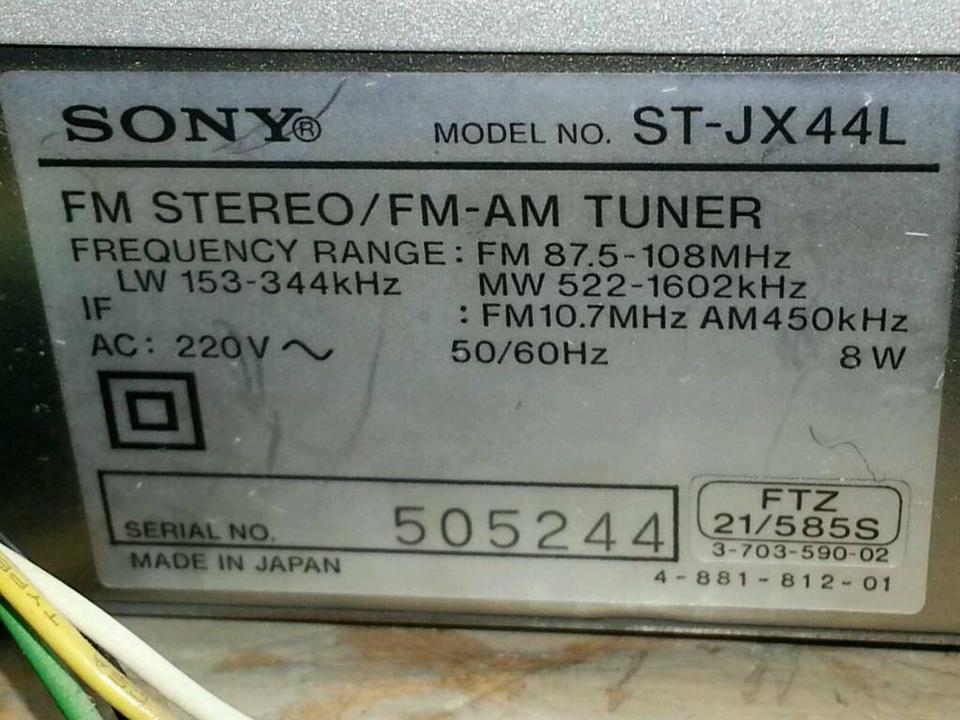 SONY® MODEL NO. ST-JX44L
FM STEREO/FM-AM TUNER
FREQUENCY RANGE: FM 87.5-108MHz
LW 153-344kHz MW 522-1602kHz
IF : FM10.7MHz AM450kHz
AC: 220V ～ 50/60Hz 8W
SERIAL NO. 505244
FTZ
21/585S
3-703-590-02
MADE IN JAPAN
4-881-812-01